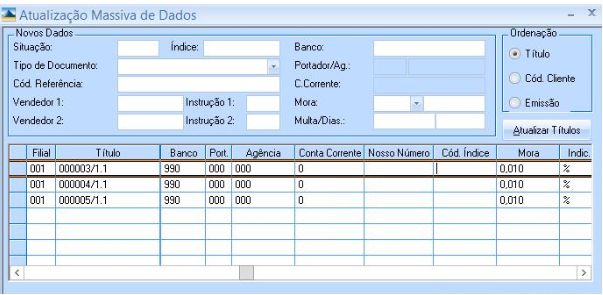 Atualização Massiva de Dados
Novos Dados
Situação: Índice: Banco:
Tipo de Documento: Portador/Ag.:
Cód. Referência: C.Corrente:
Vendedor 1: Instrução 1: Mora:
Vendedor 2: Instrução 2: Multa/Dias.:
Ordenação
Título
Cód. Cliente
Emissão
Atualizar Títulos
Filial Título Banco Port. Agência Conta Corrente Nosso Número Cód. Índice Mora Indic.
001 000003/1.1 990 000 000 0 0,010 %
001 000004/1.1 990 000 000 0 0,010 %
001 000005/1.1 990 000 000 0 0,010 %